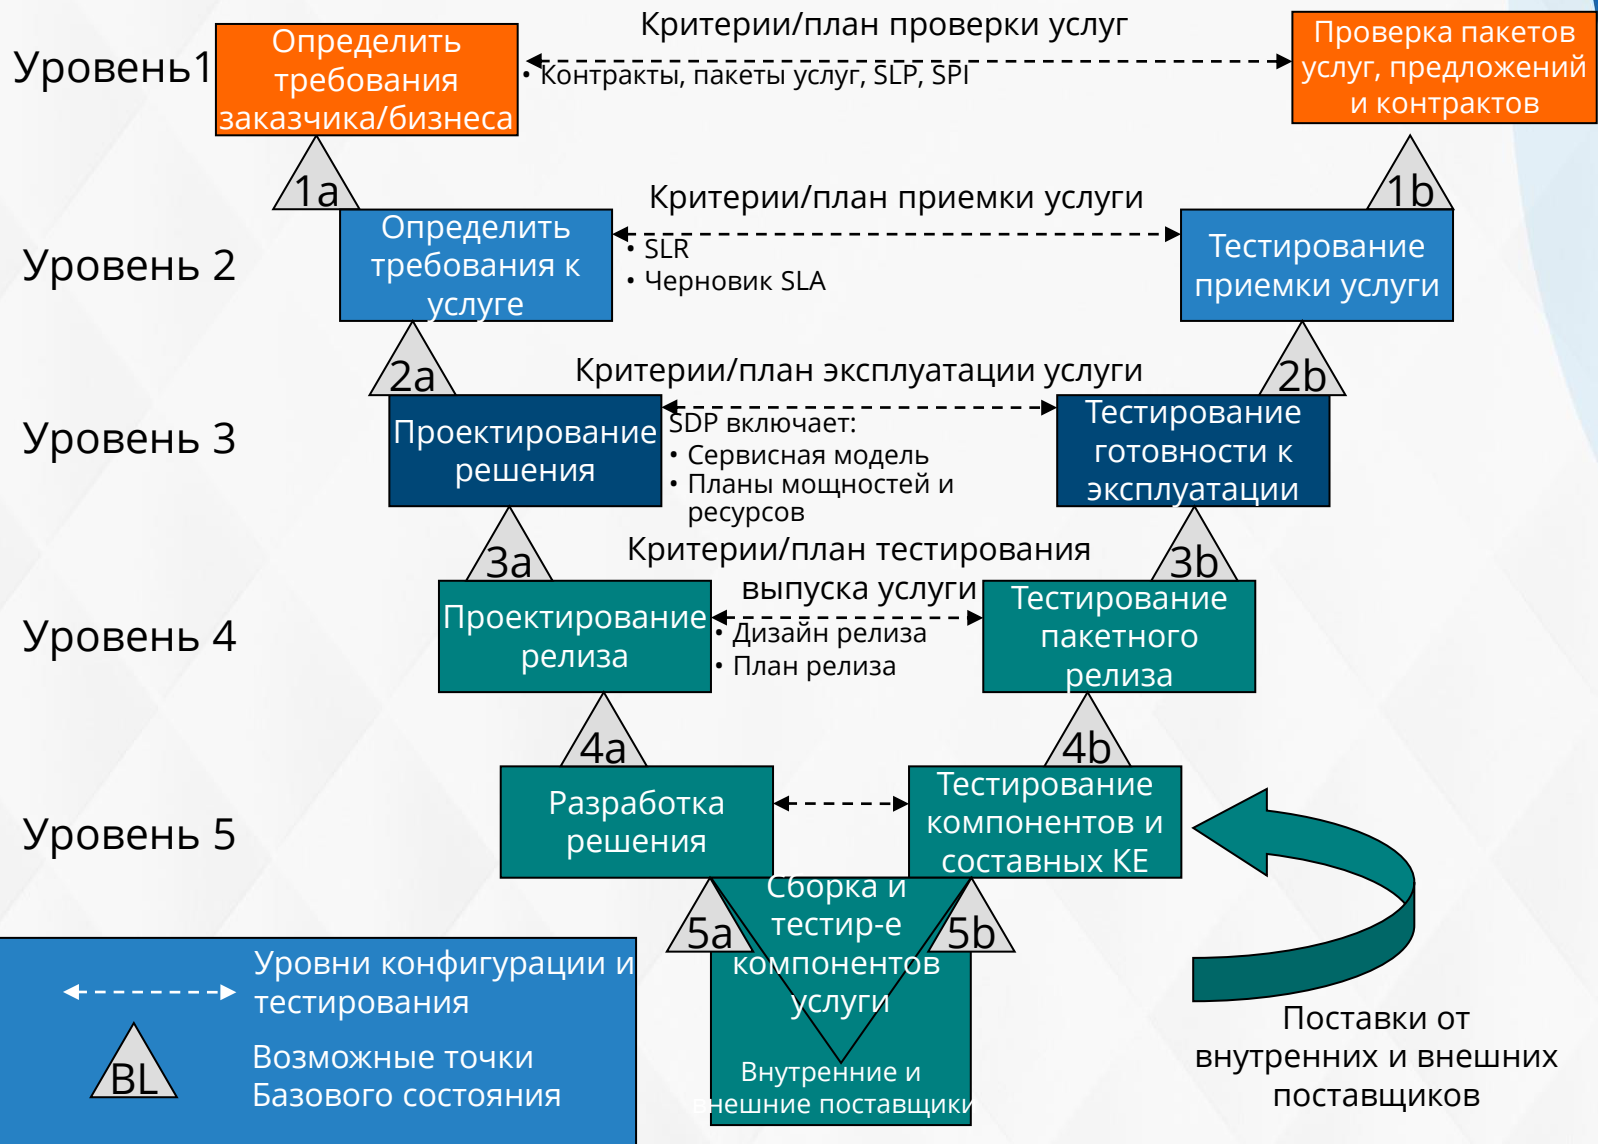 Уровень1
Определить
требования
заказчика/бизнеса
Критерии/план проверки услуг
• Контракты, пакеты услуг, SLP, SPI
Проверка пакетов
услуг, предложений
и контрактов
1a
1b
Уровень 2
Определить
требования к
услуге
Критерии/план приемки услуги
• SLR
• Черновик SLA
Тестирование
приемки услуги
2a
2b
Уровень 3
Проектирование
решения
Критерии/план эксплуатации услуги
SDP включает:
• Сервисная модель
• Планы мощностей и
ресурсов
Тестирование
готовности к
эксплуатации
3a
3b
Уровень 4
Проектирование
релиза
Критерии/план тестирования
выпуска услуги
• Дизайн релиза
• План релиза
Тестирование
пакетного
релиза
4a
4b
Уровень 5
Разработка
решения
Тестирование
компонентов и
составных КЕ
5a
5b
Сборка и
тестир-е
компонентов
услуги
Внутренние и
внешние поставщики
Поставки от
внутренних и внешних
поставщиков
Уровни конфигурации и
тестирования
BL
Возможные точки
Базового состояния